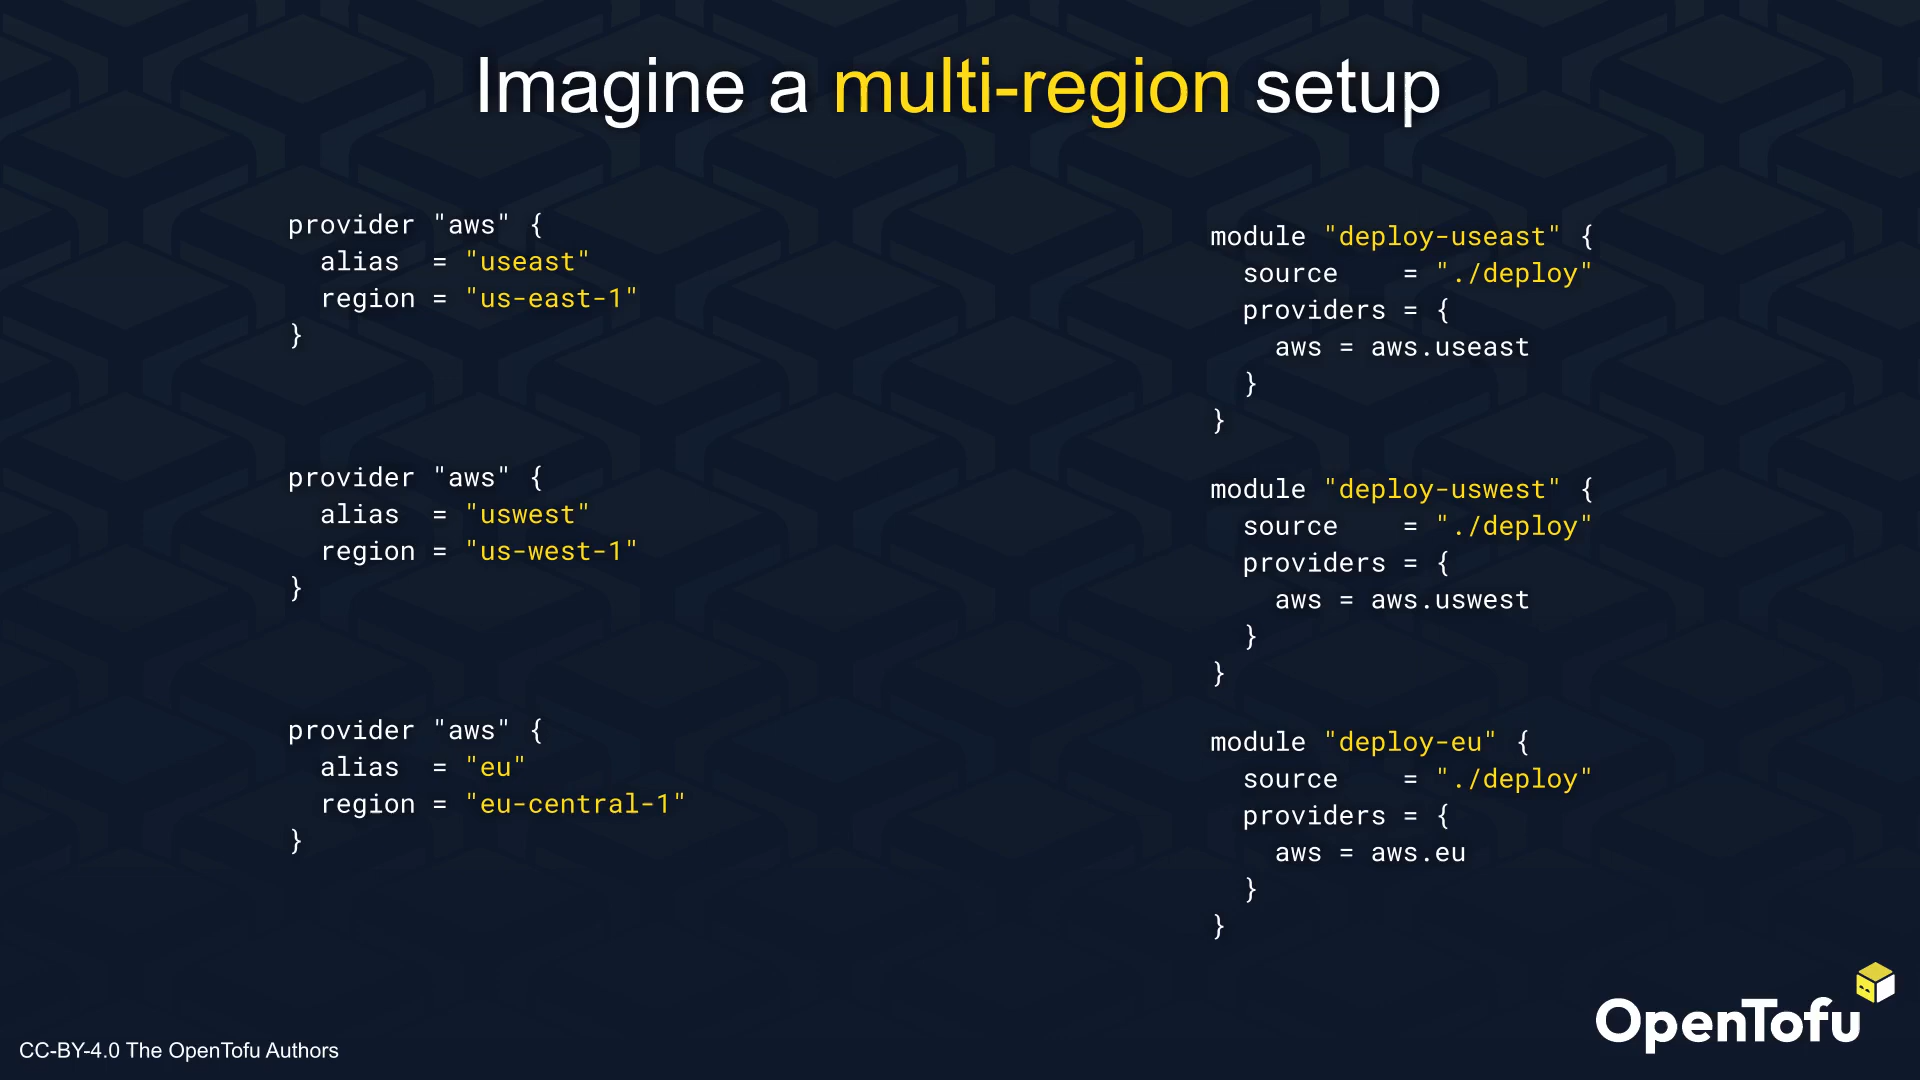 Imagine a multi-region setup
provider "aws" {
  alias  = "useast"
  region = "us-east-1"
}
provider "aws" {
  alias  = "uswest"
  region = "us-west-1"
}
provider "aws" {
  alias  = "eu"
  region = "eu-central-1"
}
module "deploy-useast" {
  source    = "./deploy"
  providers = {
    aws = aws.useast
  }
}
module "deploy-uswest" {
  source    = "./deploy"
  providers = {
    aws = aws.uswest
  }
}
module "deploy-eu" {
  source    = "./deploy"
  providers = {
    aws = aws.eu
  }
}
OpenTofu
CC-BY-4.0 The OpenTofu Authors